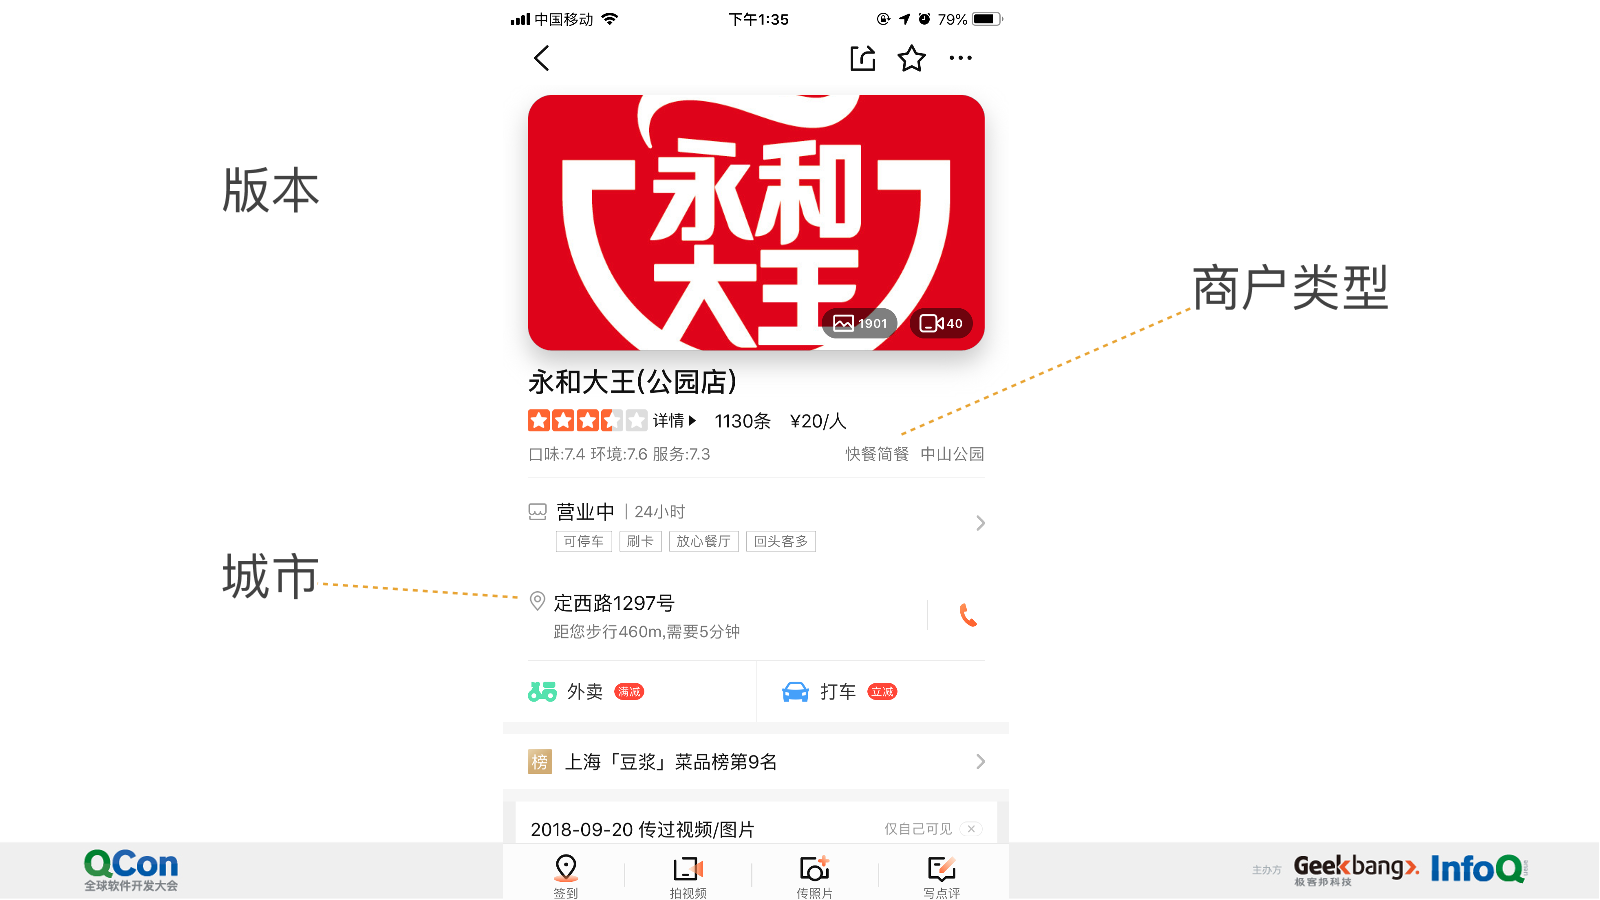 中国移动
下午1:35
79%
永和
大王
1901
40
版本
商户类型
永和大王(公园店)
详情
1130条
¥20/人
口味:7.4 环境:7.6 服务:7.3
快餐简餐 中山公园
营业中
24小时
可停车
刷卡
放心餐厅
回头客多
城市
定西路1297号
距您步行460m,需要5分钟
外卖
满减
打车
立减
榜
上海「豆浆」菜品榜第9名
2018-09-20 传过视频/图片
仅自己可见
签到
拍视频
传照片
写点评
QCon
全球软件开发大会
主办方
Geekbang
极客邦科技
InfoQ